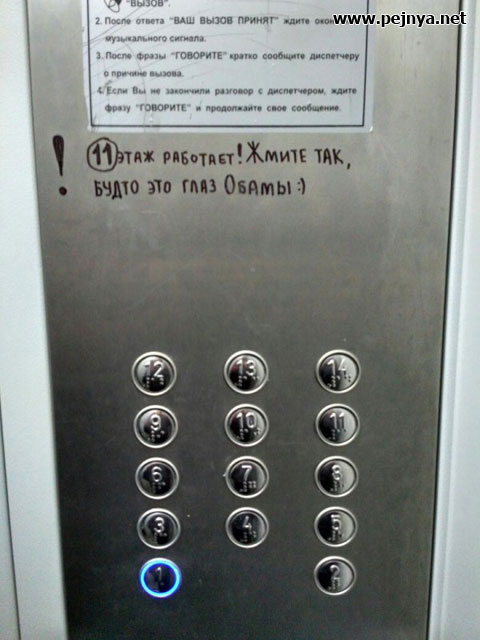 www.pejnya.net
"ВЫЗОВ".
2. После ответа "ВАШ ВЫЗОВ ПРИНЯТ" ждите
музыкального сигнала.
3. После фразы "ГОВОРИТЕ" кратко сообщите диспетчеру
о причине вызова.
4. Если Вы не закончили разговор с диспетчером, ждите
фразу "ГОВОРИТЕ" и продолжайте свое сообщение.
! 11 этаж работает! Жмите так,
будто это глаз Обамы :)
12 13 14
9 10 11
6 7 8
3 4 5
1 2